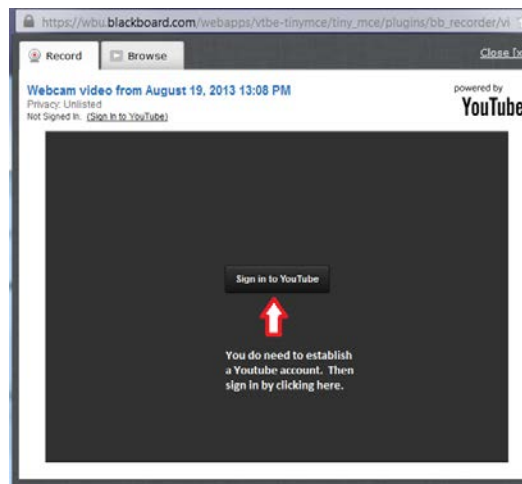 https://wbu.blackboard.com/webapps/vtbe-tinymce/tiny_mce/plugins/bb_recorder/vi
Record
Browse
Close [x
Webcam video from August 19, 2013 13:08 PM
Privacy: Unlisted
Not Signed In. (Sign In to YouTube)
powered by
YouTube
Sign in to YouTube
You do need to establish
a Youtube account. Then
sign in by clicking here.